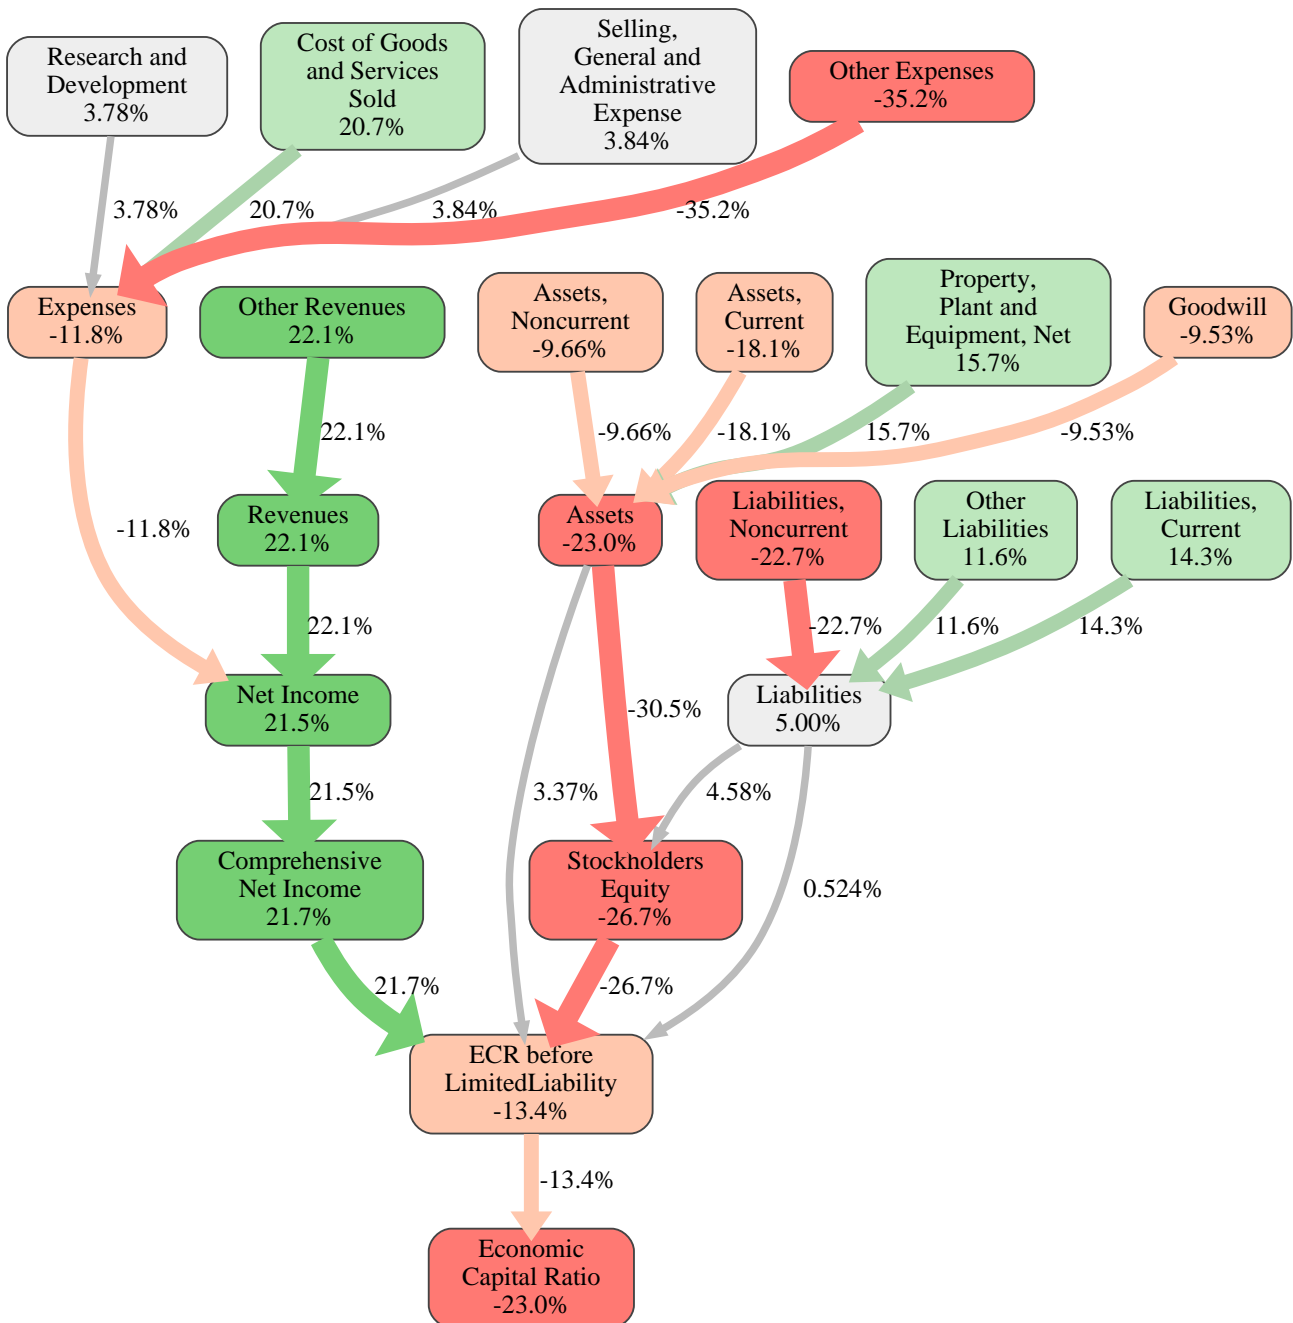 Research and
Development
3.78%
Cost of Goods
and Services
Sold
20.7%
Selling,
General and
Administrative
Expense
3.84%
Other Expenses
-35.2%
3.78%
20.7%
3.84%
-35.2%
Expenses
-11.8%
Other Revenues
22.1%
Assets,
Noncurrent
-9.66%
Assets,
Current
-18.1%
Property,
Plant and
Equipment, Net
15.7%
Goodwill
-9.53%
22.1%
-9.66%
-18.1%
15.7%
-9.53%
-11.8%
Revenues
22.1%
Assets
-23.0%
Liabilities,
Noncurrent
-22.7%
Other
Liabilities
11.6%
Liabilities,
Current
14.3%
22.1%
-22.7%
11.6%
14.3%
Net Income
21.5%
-30.5%
Liabilities
5.00%
21.5%
3.37%
4.58%
Comprehensive
Net Income
21.7%
Stockholders
Equity
-26.7%
0.524%
21.7%
-26.7%
ECR before
LimitedLiability
-13.4%
-13.4%
Economic
Capital Ratio
-23.0%